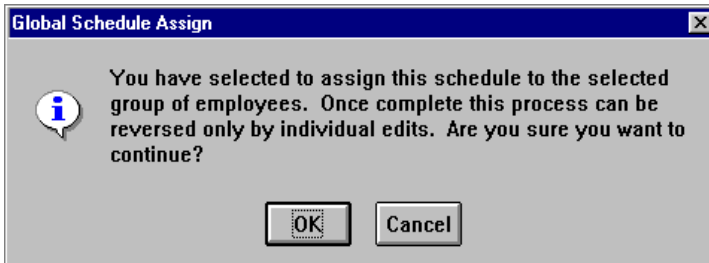 Global Schedule Assign
You have selected to assign this schedule to the selected
group of employees.  Once complete this process can be
reversed only by individual edits.  Are you sure you want to
continue?
OK
Cancel